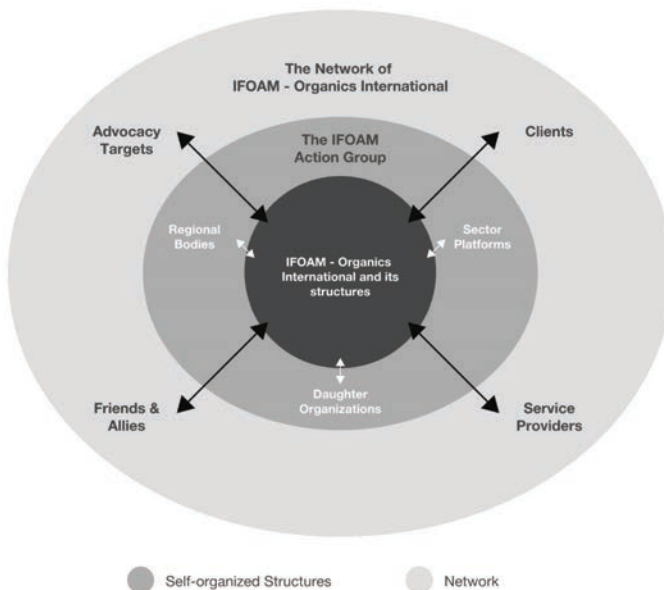 The Network of
IFOAM - Organics International
Advocacy
Targets
Clients
The IFOAM
Action Group
Regional
Bodies
Sector
Platforms
IFOAM - Organics
International and its
structures
Daughter
Organizations
Friends &
Allies
Service
Providers
Self-organized Structures
Network